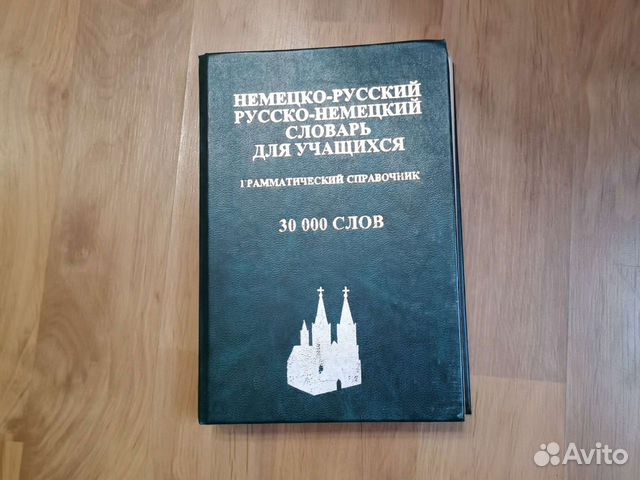 НЕМЕЦКО-РУССКИЙ
РУССКО-НЕМЕЦКИЙ
СЛОВАРЬ
ДЛЯ УЧАЩИХСЯ
ГРАММАТИЧЕСКИЙ СПРАВОЧНИК
30 000 СЛОВ
Avito